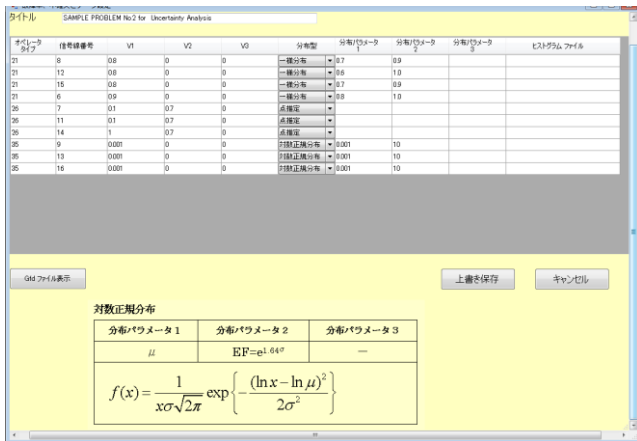 タイトル SAMPLE PROBLEM No.2 for Uncertainty Analysis
オペレータタイプ 信号線番号 V1 V2 V3 分布型 分布パラメータ1 分布パラメータ2 分布パラメータ3 ヒストグラム ファイル
21 8 0.8 0 0 一様分布 0.7 0.9
21 12 0.8 0 0 一様分布 0.6 1.0
21 15 0.8 0 0 一様分布 0.7 0.9
21 6 0.9 0 0 一様分布 0.8 1.0
26 7 0.1 0.7 0 点推定
26 11 0.1 0.7 0 点推定
26 14 1 0.7 0 点推定
35 9 0.001 0 0 対数正規分布 0.001 10
35 13 0.001 0 0 対数正規分布 0.001 10
35 16 0.001 0 0 対数正規分布 0.001 10
Gfd ファイル表示 上書き保存 キャンセル
対数正規分布
分布パラメータ1 分布パラメータ2 分布パラメータ3
μ EF=e^1.64σ —
f(x) = 1/(xσ√2π) exp{-(ln x - ln μ)²/2σ²}